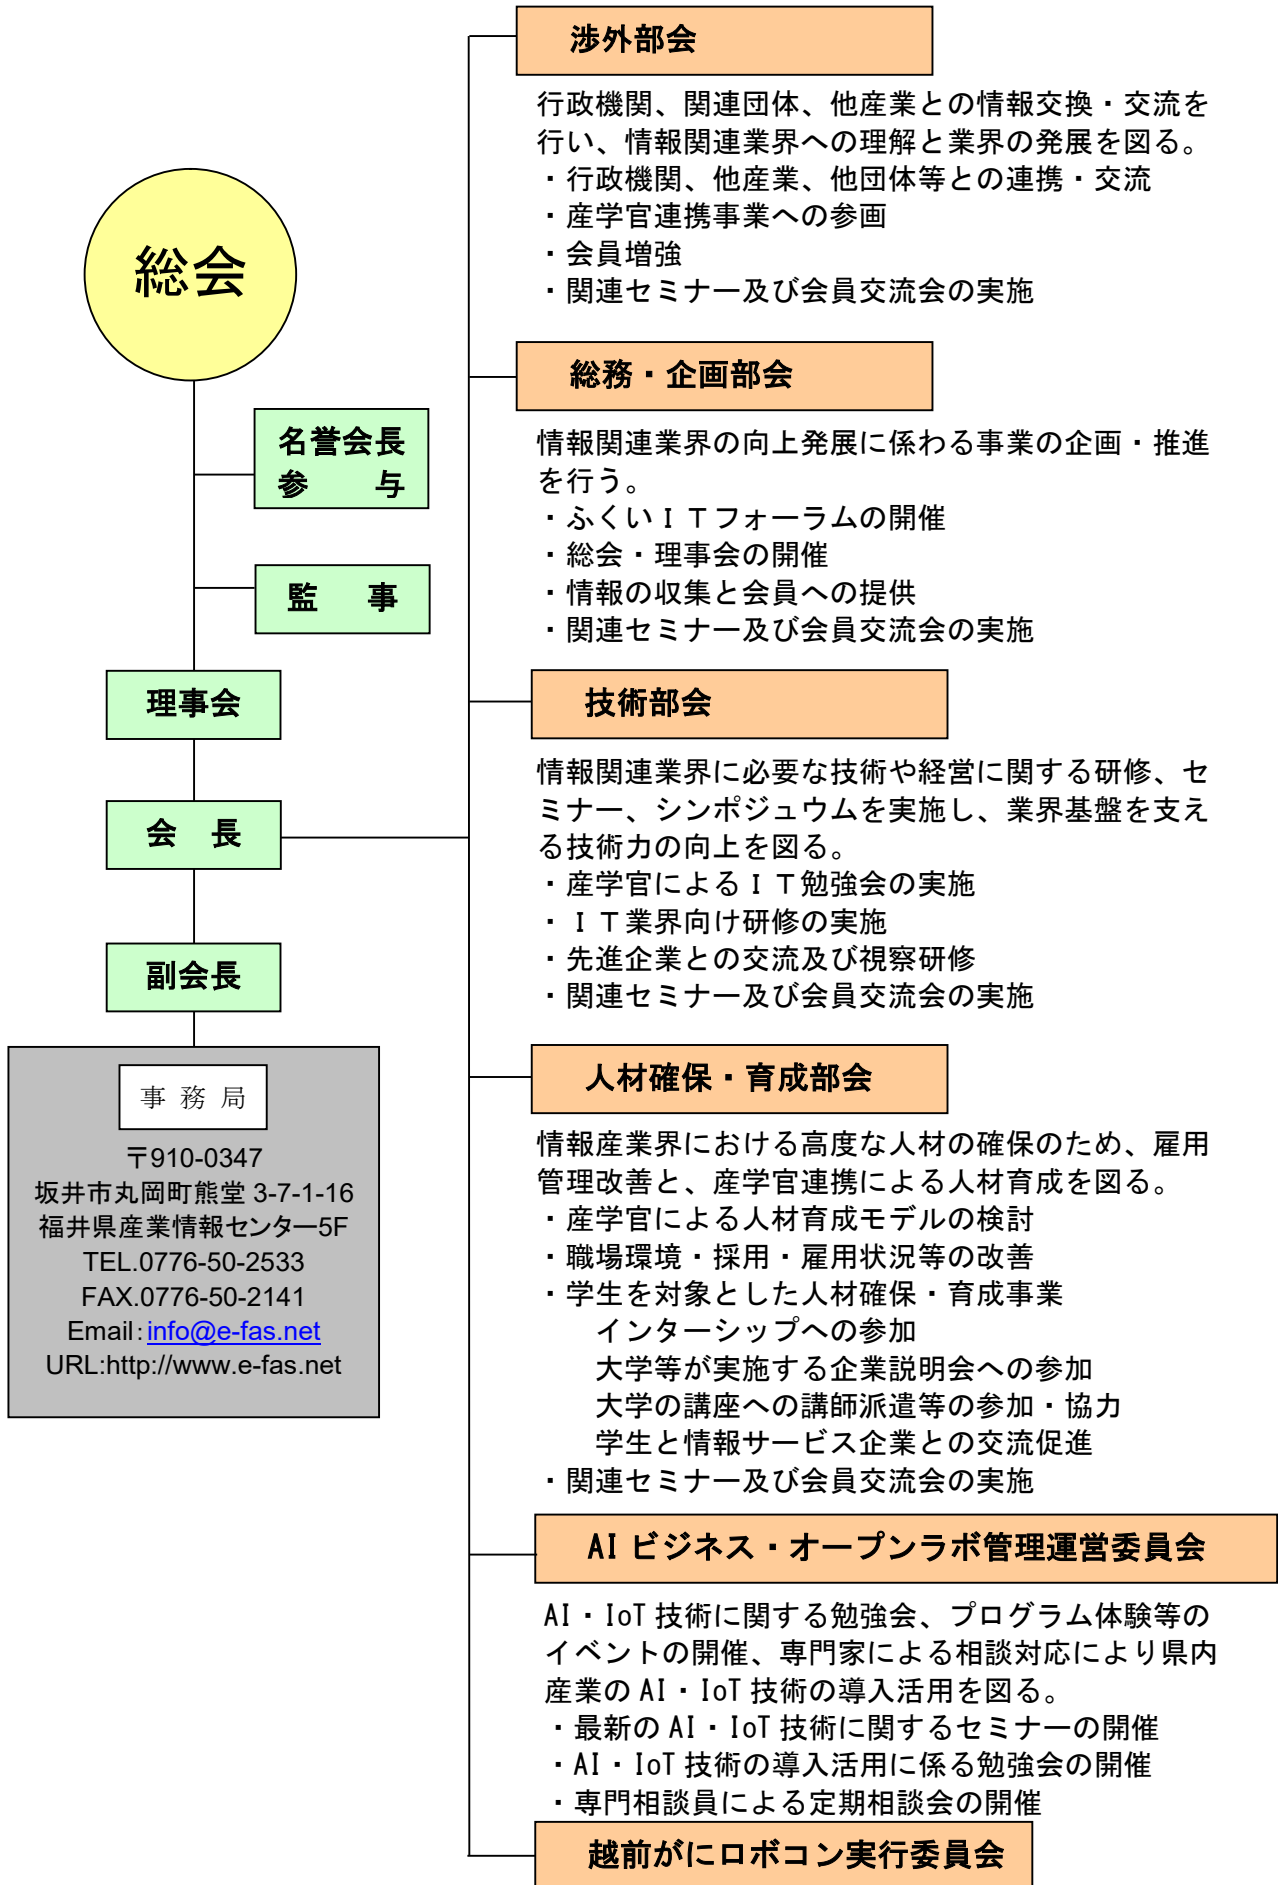 総会
名誉会長
参 与
監 事
理事会
会 長
副会長
事 務 局
〒910-0347
坂井市丸岡町熊堂 3-7-1-16
福井県産業情報センター5F
TEL.0776-50-2533
FAX.0776-50-2141
Email：info@e-fas.net
URL:http://www.e-fas.net
渉外部会
行政機関、関連団体、他産業との情報交換・交流を
行い、情報関連業界への理解と業界の発展を図る。
・行政機関、他産業、他団体等との連携・交流
・産学官連携事業への参画
・会員増強
・関連セミナー及び会員交流会の実施
総務・企画部会
情報関連業界の向上発展に係わる事業の企画・推進
を行う。
・ふくいＩＴフォーラムの開催
・総会・理事会の開催
・情報の収集と会員への提供
・関連セミナー及び会員交流会の実施
技術部会
情報関連業界に必要な技術や経営に関する研修、セ
ミナー、シンポジュウムを実施し、業界基盤を支え
る技術力の向上を図る。
・産学官によるＩＴ勉強会の実施
・ＩＴ業界向け研修の実施
・先進企業との交流及び視察研修
・関連セミナー及び会員交流会の実施
人材確保・育成部会
情報産業界における高度な人材の確保のため、雇用
管理改善と、産学官連携による人材育成を図る。
・産学官による人材育成モデルの検討
・職場環境・採用・雇用状況等の改善
・学生を対象とした人材確保・育成事業
インターシップへの参加
大学等が実施する企業説明会への参加
大学の講座への講師派遣等の参加・協力
学生と情報サービス企業との交流促進
・関連セミナー及び会員交流会の実施
AI ビジネス・オープンラボ管理運営委員会
AI・IoT 技術に関する勉強会、プログラム体験等の
イベントの開催、専門家による相談対応により県内
産業の AI・IoT 技術の導入活用を図る。
・最新の AI・IoT 技術に関するセミナーの開催
・AI・IoT 技術の導入活用に係る勉強会の開催
・専門相談員による定期相談会の開催
越前がにロボコン実行委員会